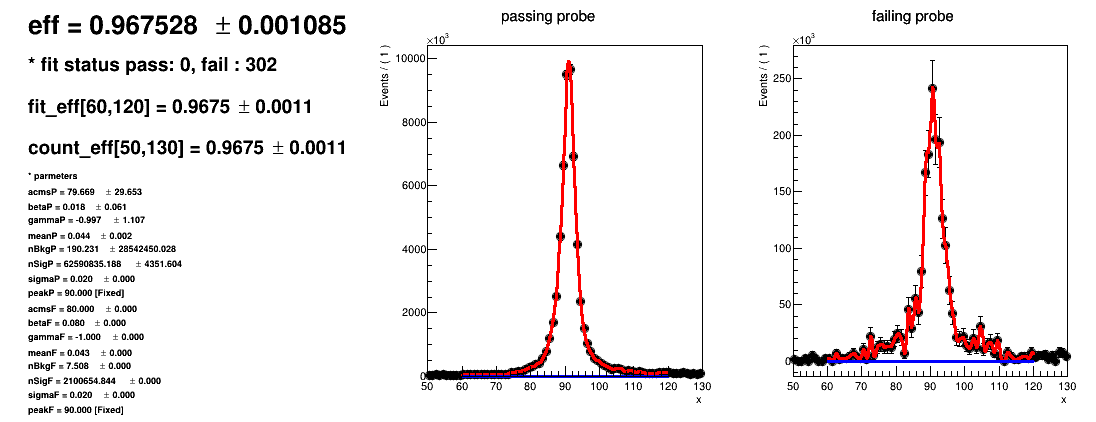 eff = 0.967528 ± 0.001085
* fit status pass: 0, fail : 302
fit_eff[60,120] = 0.9675 ± 0.0011
count_eff[50,130] = 0.9675 ± 0.0011
* parmeters
acmsP = 79.669 ± 29.653
betaP = 0.018 ± 0.061
gammaP = -0.997 ± 1.107
meanP = 0.044 ± 0.002
nBkgP = 190.231 ± 28542450.028
nSigP = 62590835.188 ± 4351.604
sigmaP = 0.020 ± 0.000
peakP = 90.000 [Fixed]
acmsF = 80.000 ± 0.000
betaF = 0.080 ± 0.000
gammaF = -1.000 ± 0.000
meanF = 0.043 ± 0.000
nBkgF = 7.508 ± 0.000
nSigF = 2100654.844 ± 0.000
sigmaF = 0.020 ± 0.000
peakF = 90.000 [Fixed]
passing probe
×10³
Events / ( 1 )
10000
8000
6000
4000
2000
0
50 60 70 80 90 100 110 120 130
x
failing probe
×10³
Events / ( 1 )
250
200
150
100
50
0
50 60 70 80 90 100 110 120 130
x